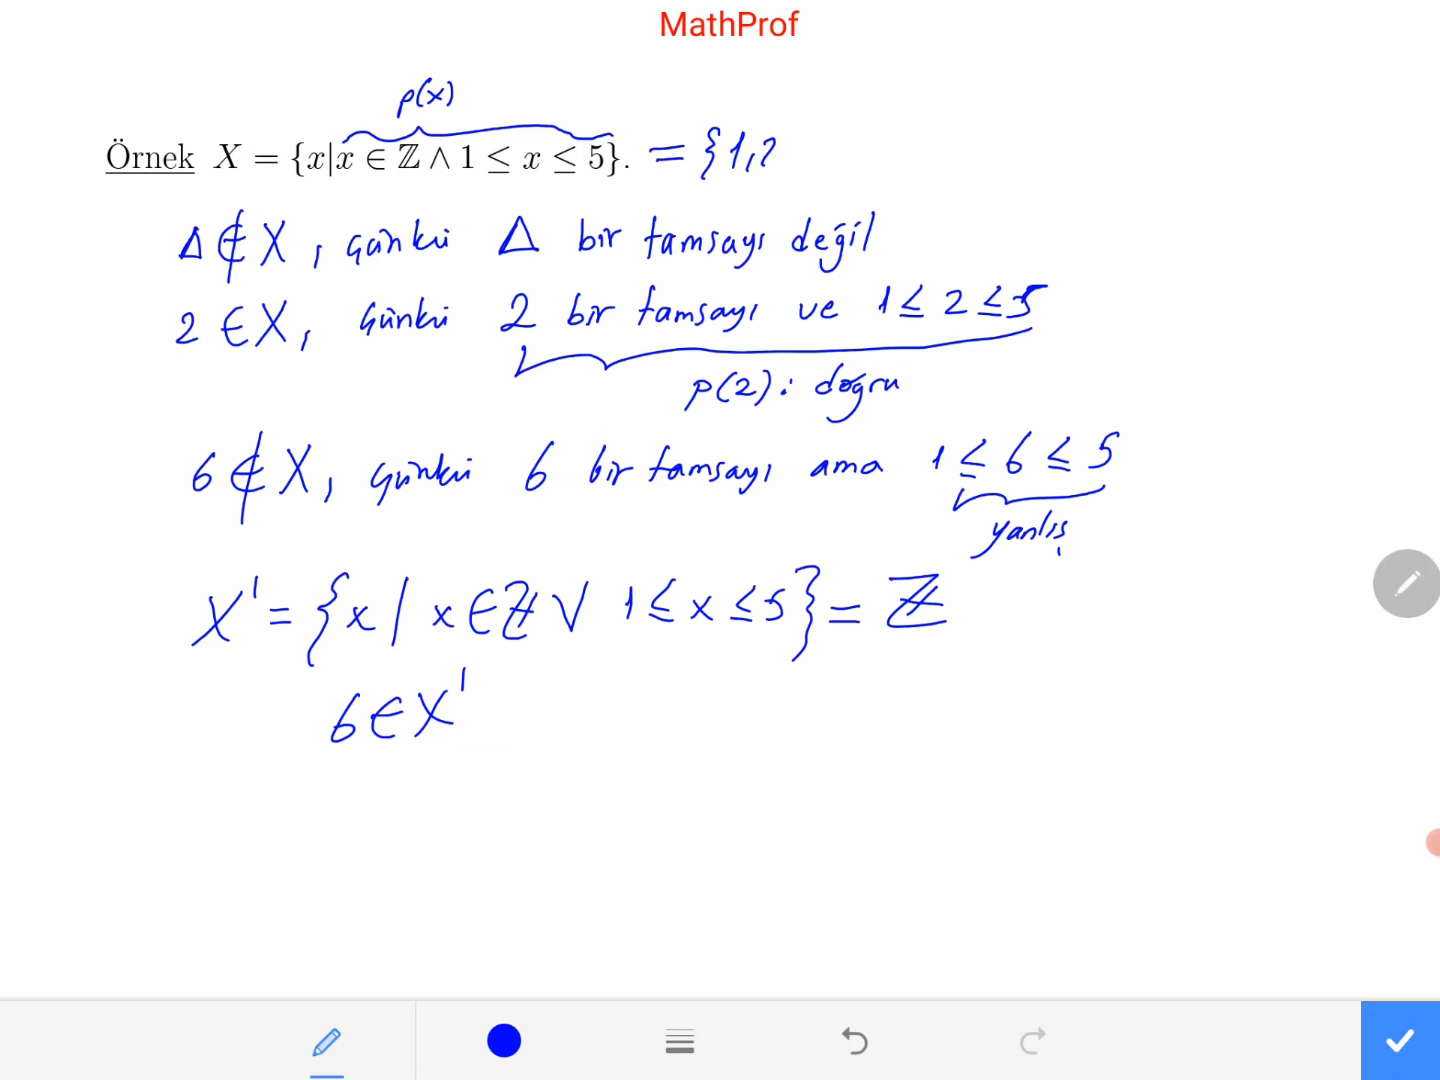 MathProf
p(x)
Örnek X = {x|x ∈ ℤ ∧ 1 ≤ x ≤ 5}. = {1,2
Δ ∉ X, çünkü Δ bir tamsayı değil
2 ∈ X, çünkü 2 bir tamsayı ve 1 ≤ 2 ≤ 5
p(2): doğru
6 ∉ X, çünkü 6 bir tamsayı ama 1 ≤ 6 ≤ 5
yanlış
X' = {x | x ∈ ℤ ∨ 1 ≤ x ≤ 5} = ℤ
6 ∈ X'